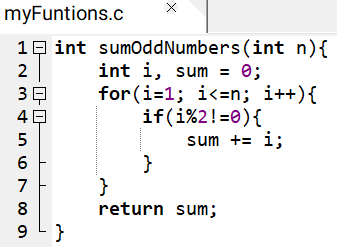 myFuntions.c ×
1 int sumOddNumbers(int n){
2     int i, sum = 0;
3     for(i=1; i<=n; i++){
4         if(i%2!=0){
5             sum += i;
6         }
7     }
8     return sum;
9 }